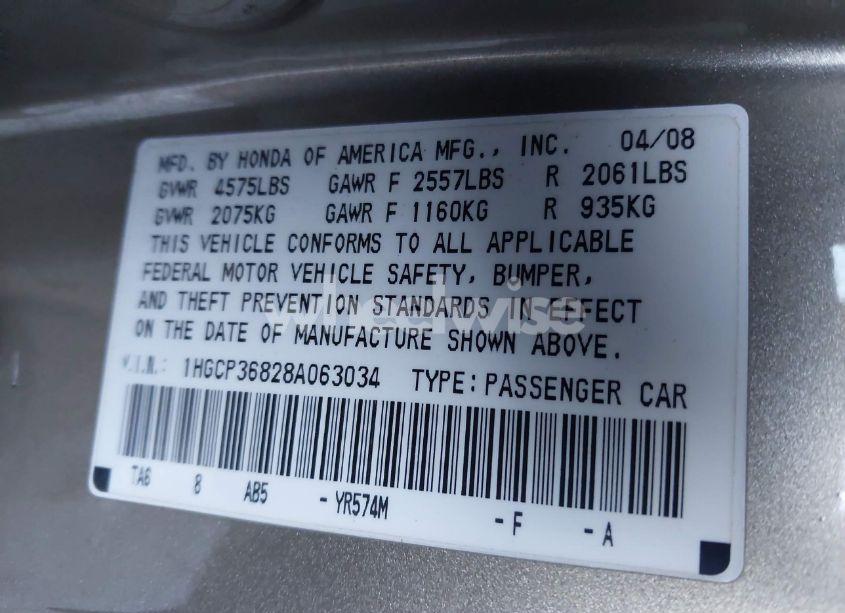 MFD. BY HONDA OF AMERICA MFG., INC. 04/08
GVWR 4575LBS GAWR F 2557LBS R 2061LBS
GVWR 2075KG GAWR F 1160KG R 935KG
THIS VEHICLE CONFORMS TO ALL APPLICABLE
FEDERAL MOTOR VEHICLE SAFETY, BUMPER,
AND THEFT PREVENTION STANDARDS IN EFFECT
ON THE DATE OF MANUFACTURE SHOWN ABOVE.
V.I.N.: 1HGCP36828A063034 TYPE:PASSENGER CAR
TA6 8 AB5 -YR574M -F -A
wheelwise